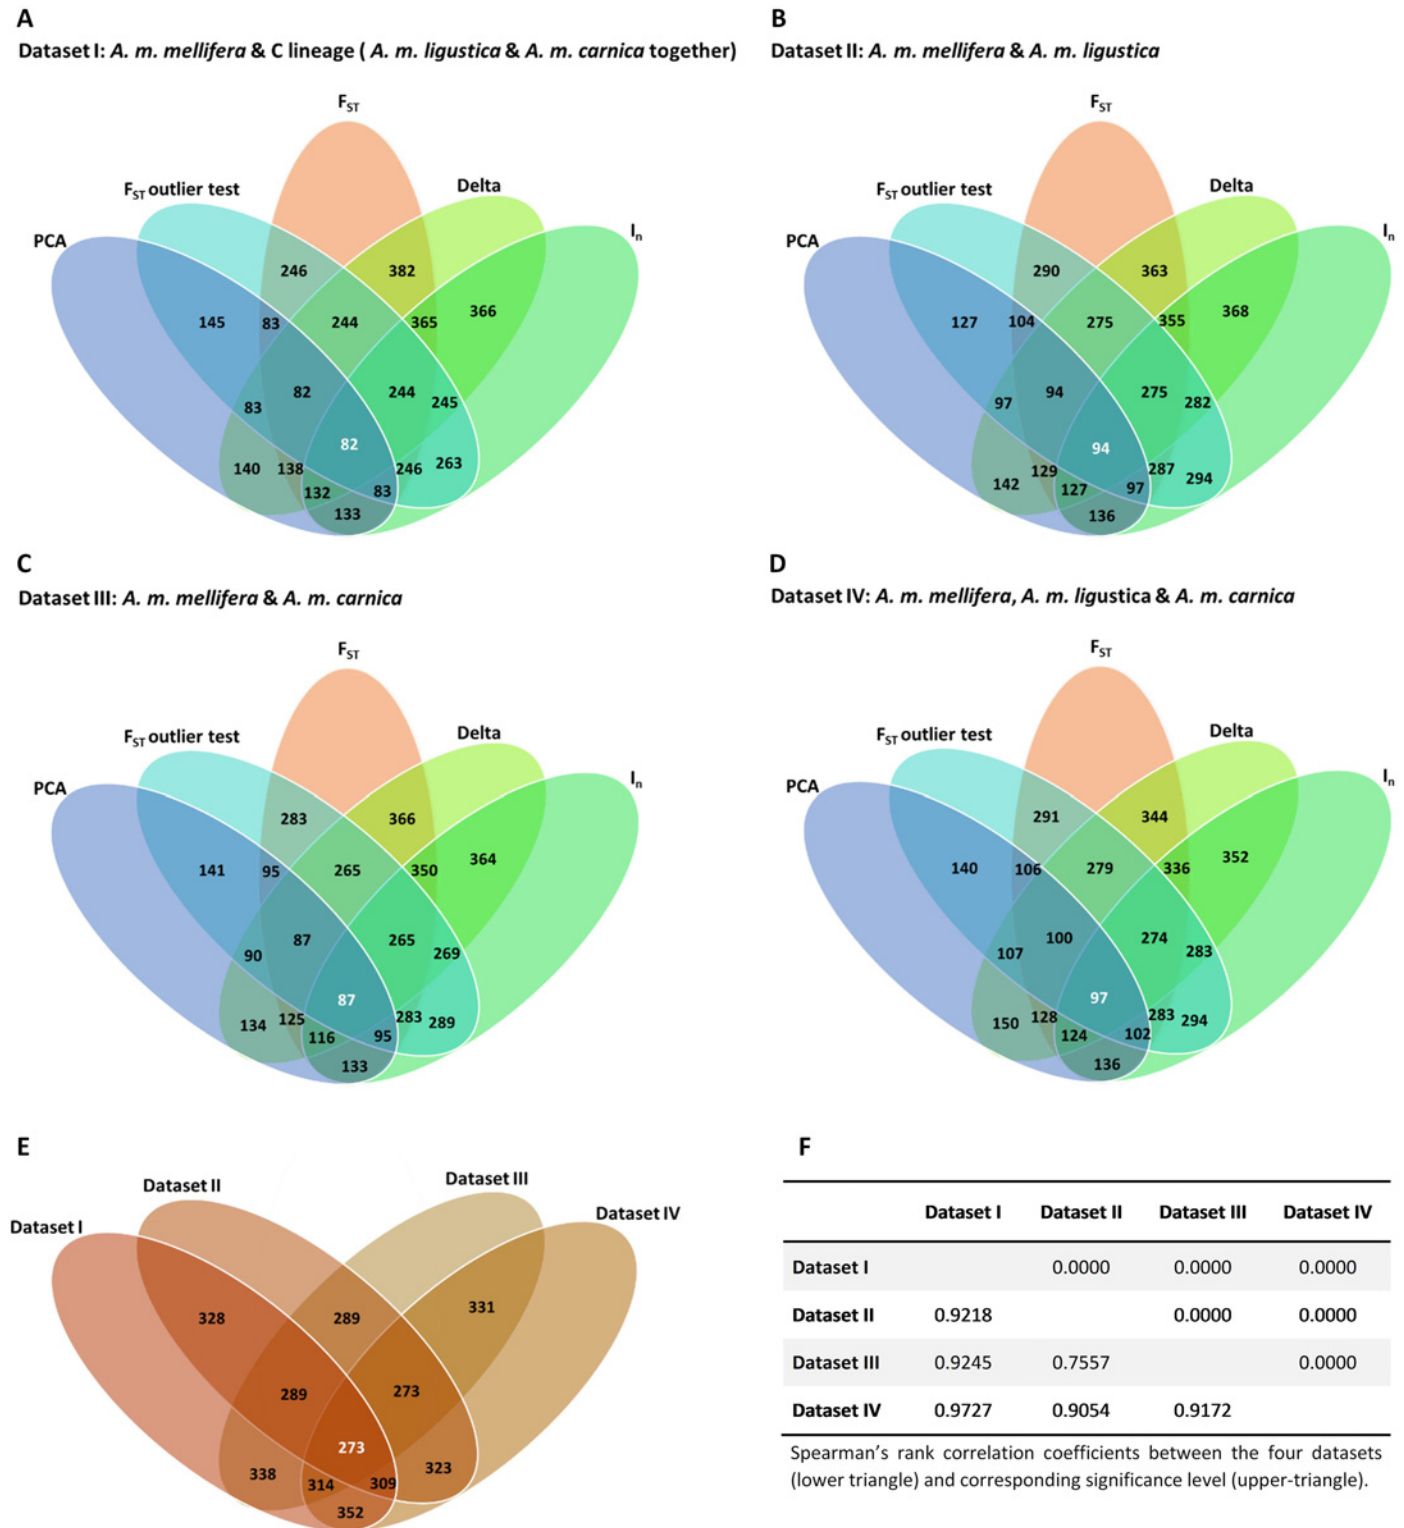 A
Dataset I: A. m. mellifera & C lineage ( A. m. ligustica & A. m. carnica together)
FST
FST outlier test
Delta
PCA
In
246
382
145
83
244
365
366
82
83
244
245
82
140
138
246
263
132
83
133
B
Dataset II: A. m. mellifera & A. m. ligustica
FST
FST outlier test
Delta
PCA
In
290
363
127
104
275
355
368
94
97
275
282
94
142
129
287
294
127
97
136
C
Dataset III: A. m. mellifera & A. m. carnica
FST
FST outlier test
Delta
PCA
In
283
366
141
95
265
350
364
87
90
265
269
87
134
125
283
289
116
95
133
D
Dataset IV: A. m. mellifera, A. m. ligustica & A. m. carnica
FST
FST outlier test
Delta
PCA
In
291
344
140
106
279
336
352
100
107
274
283
97
150
128
283
294
124
102
136
E
Dataset II
Dataset III
Dataset I
Dataset IV
328
289
331
289
273
273
338
314
309
323
352
F
Dataset I Dataset II Dataset III Dataset IV
Dataset I 0.0000 0.0000 0.0000
Dataset II 0.9218 0.0000 0.0000
Dataset III 0.9245 0.7557 0.0000
Dataset IV 0.9727 0.9054 0.9172
Spearman's rank correlation coefficients between the four datasets
(lower triangle) and corresponding significance level (upper-triangle).